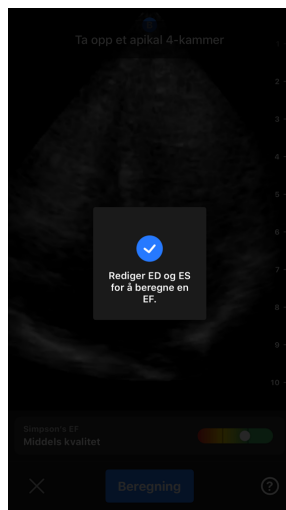 Ta opp et apikal 4-kammer
2
3
4
5
6
7
8
9
10
Rediger ED og ES
for å beregne en
EF.
Simpson's EF
Middels kvalitet
Beregning
?